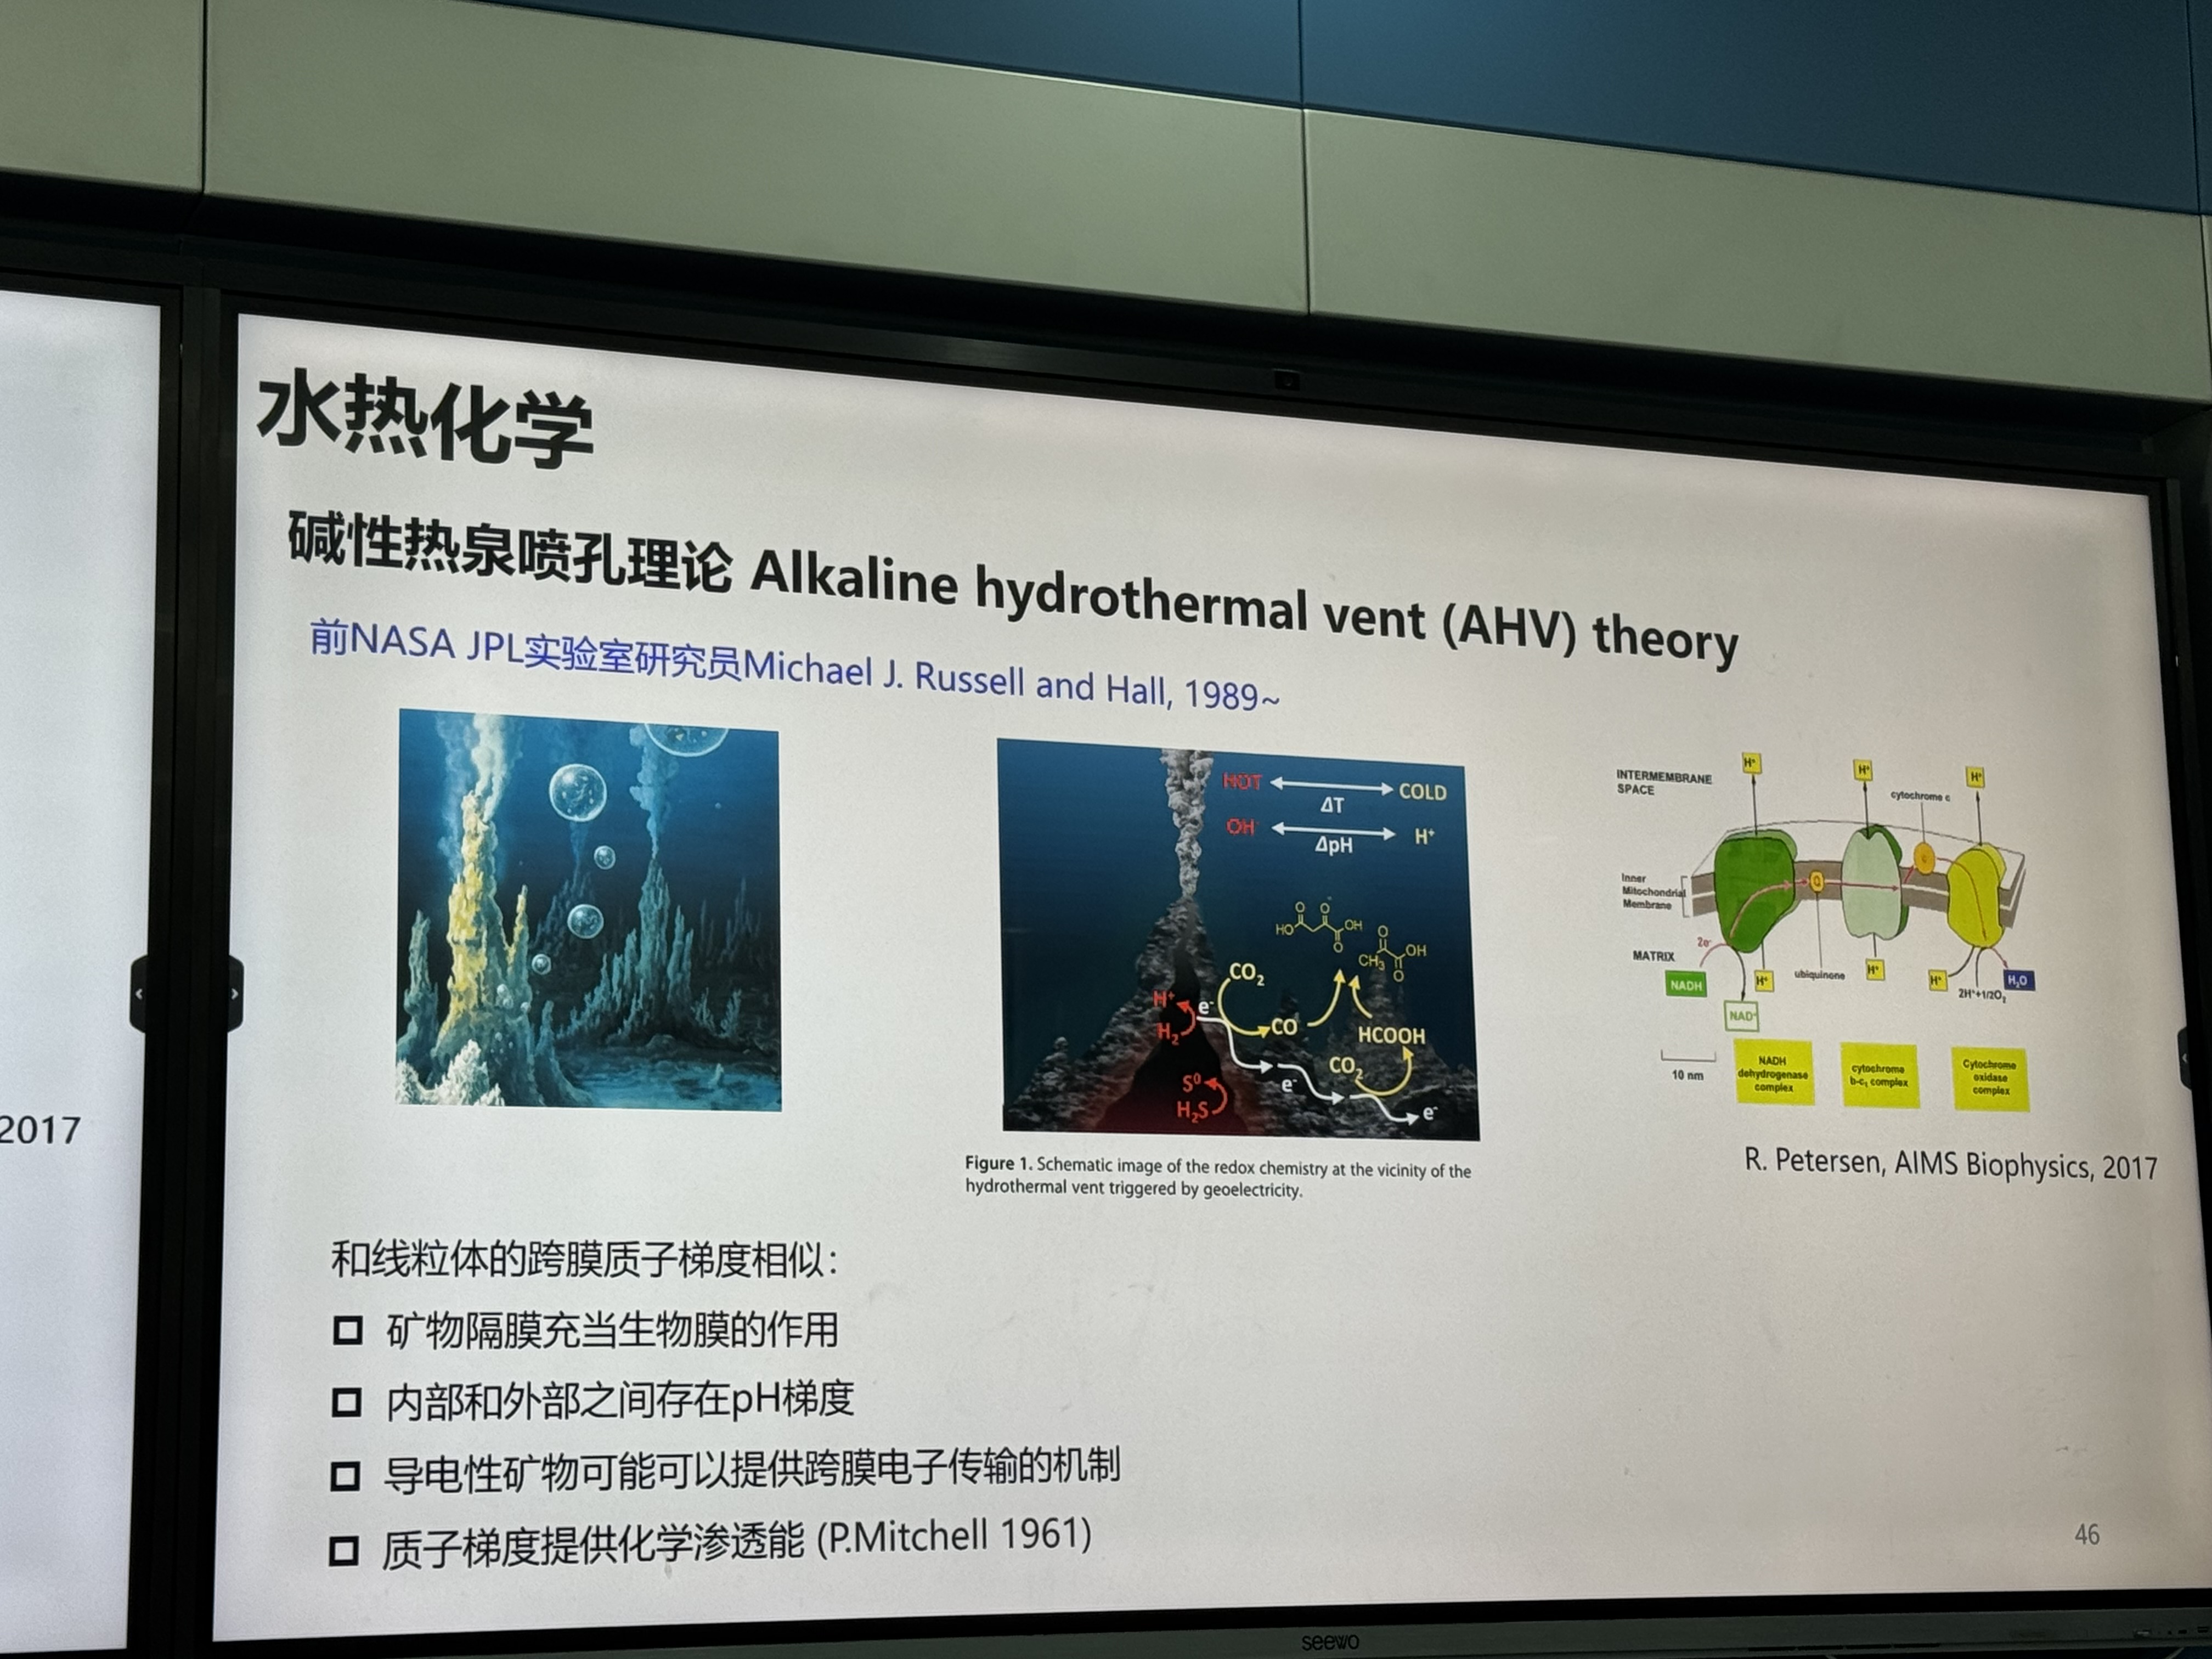 水热化学
碱性热泉喷孔理论 Alkaline hydrothermal vent (AHV) theory
前NASA JPL实验室研究员Michael J. Russell and Hall, 1989~
HOT
COLD
ΔT
OH⁻
H⁺
ΔpH
HO
OH
O
CH₃
OH
CO₂
H⁺
e⁻
H₂
CO
HCOOH
CO₂
S⁰
e⁻
H₂S
e⁻
Figure 1. Schematic image of the redox chemistry at the vicinity of the
hydrothermal vent triggered by geoelectricity.
H⁺
H⁺
H⁺
INTERMEMBRANE
SPACE
cytochrome c
C
Q
Inner
Mitochondrial
Membrane
2e⁻
MATRIX
NADH
H⁺
ubiquinone
H⁺
H⁺
H₂O
2H⁺+1/2O₂
NAD⁺
10 nm
NADH
dehydrogenase
complex
cytochrome
b-c₁ complex
Cytochrome
oxidase
complex
R. Petersen, AIMS Biophysics, 2017
2017
和线粒体的跨膜质子梯度相似：
矿物隔膜充当生物膜的作用
内部和外部之间存在pH梯度
导电性矿物可能可以提供跨膜电子传输的机制
质子梯度提供化学渗透能 (P.Mitchell 1961)
46
seewo